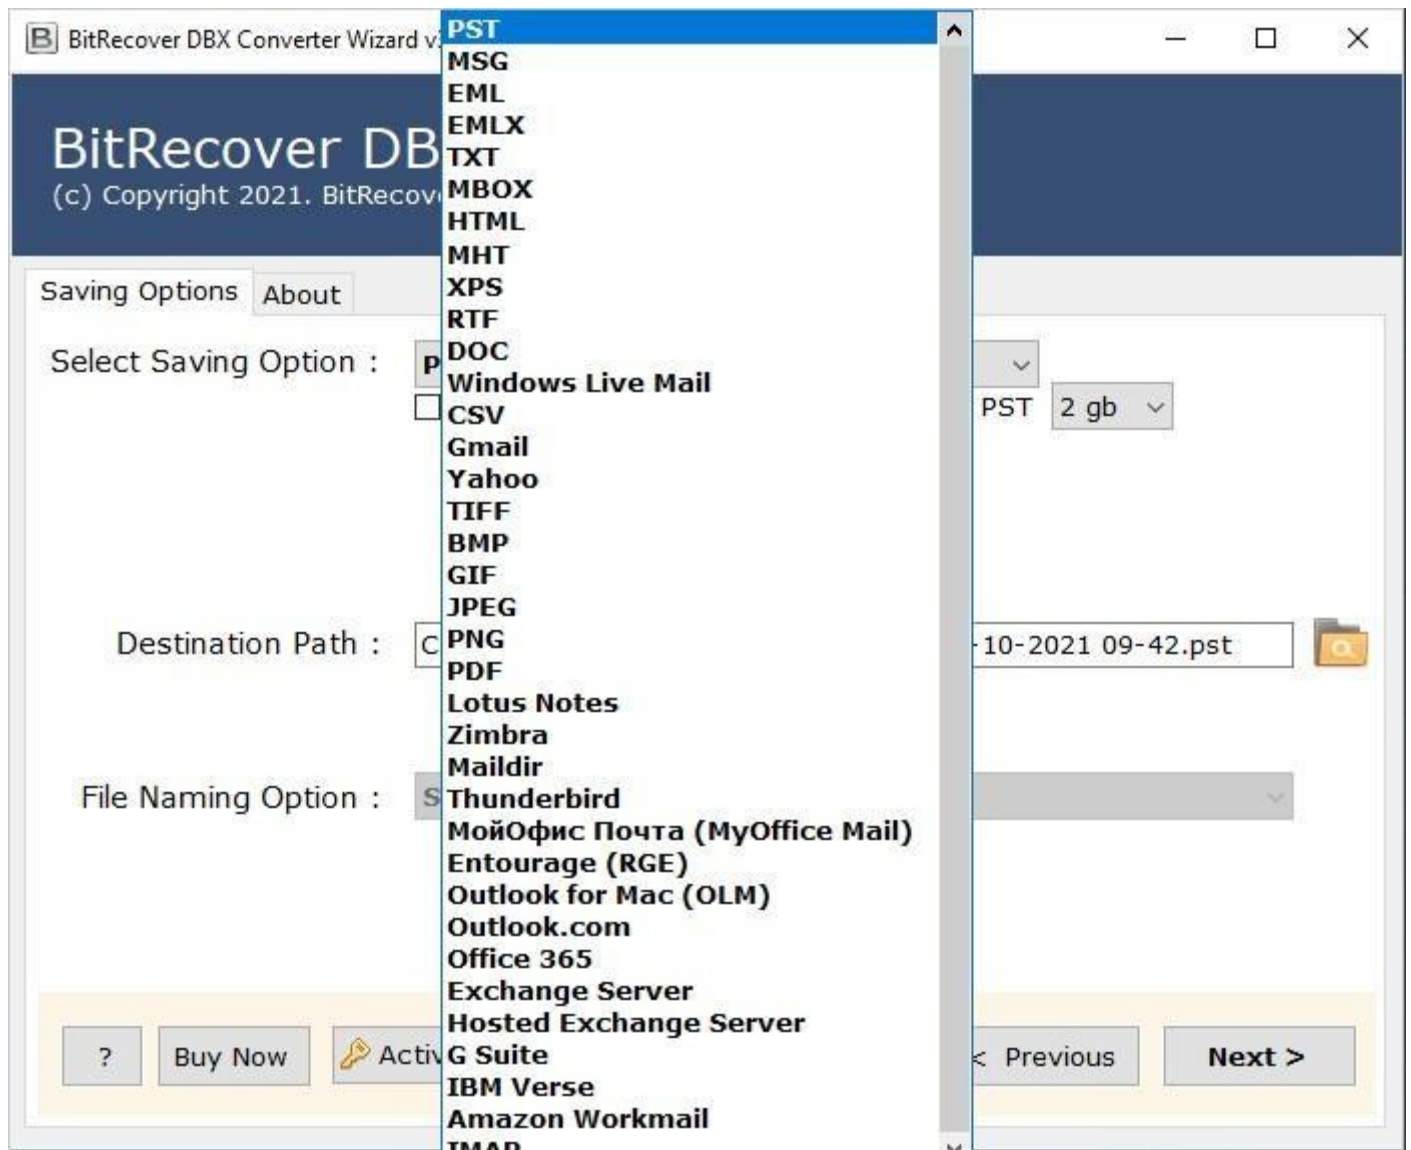 BitRecover DBX Converter Wizard
BitRecover
(c) Copyright 2021.
Saving Options
About
Select Saving Option :
PST
2 gb
Destination Path :
10-2021 09-42.pst
File Naming Option :
?
Buy Now
< Previous
Next >
PST
MSG
EML
EMLX
TXT
MBOX
HTML
MHT
XPS
RTF
DOC
Windows Live Mail
CSV
Gmail
Yahoo
TIFF
BMP
GIF
JPEG
PNG
PDF
Lotus Notes
Zimbra
Maildir
Thunderbird
МойОфис Почта (MyOffice Mail)
Entourage (RGE)
Outlook for Mac (OLM)
Outlook.com
Office 365
Exchange Server
Hosted Exchange Server
G Suite
IBM Verse
Amazon Workmail
IMAP